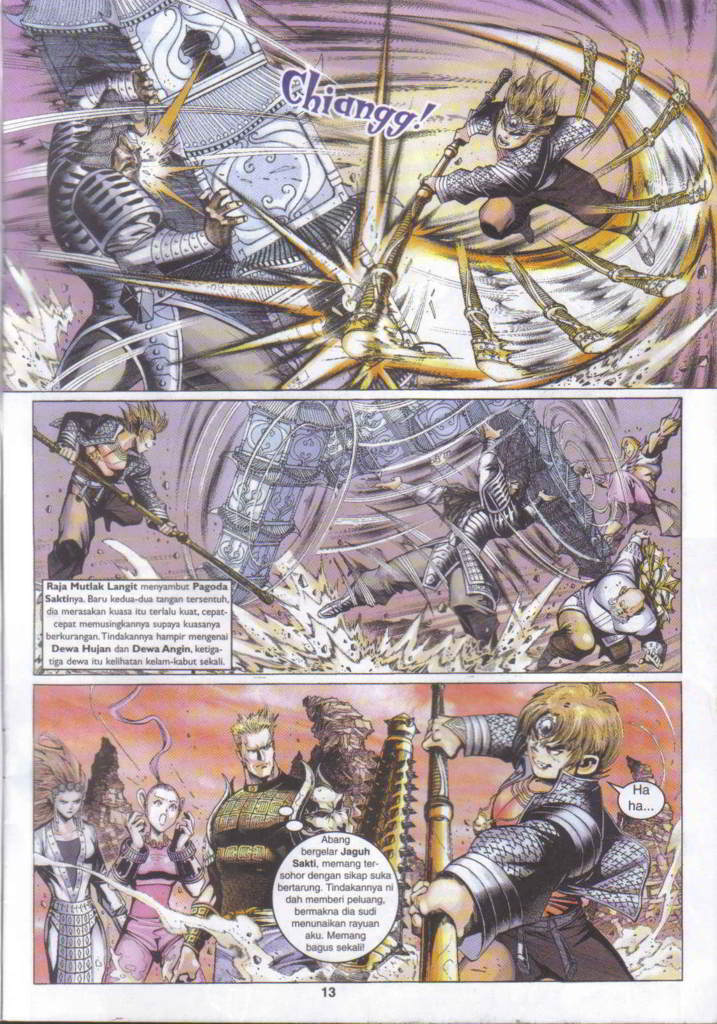 Chiangg!
Raja Mutlak Langit menyambut Pagoda
Saktinya. Baru kedua-dua tangan tersentuh,
dia merasakan kuasa itu terlalu kuat, cepat-
cepat memusingkannya supaya kuasanya
berkurangan. Tindakannya hampir mengenai
Dewa Hujan dan Dewa Angin, ketiga-
tiga dewa itu kelihatan kelam-kabut sekali.
Ha
ha...
Abang
bergelar Jaguh
Sakti, memang ter-
sohor dengan sikap suka
bertarung. Tindakannya ni
dah memberi peluang,
bermakna dia sudi
menunaikan rayuan
aku. Memang
bagus sekali!
13